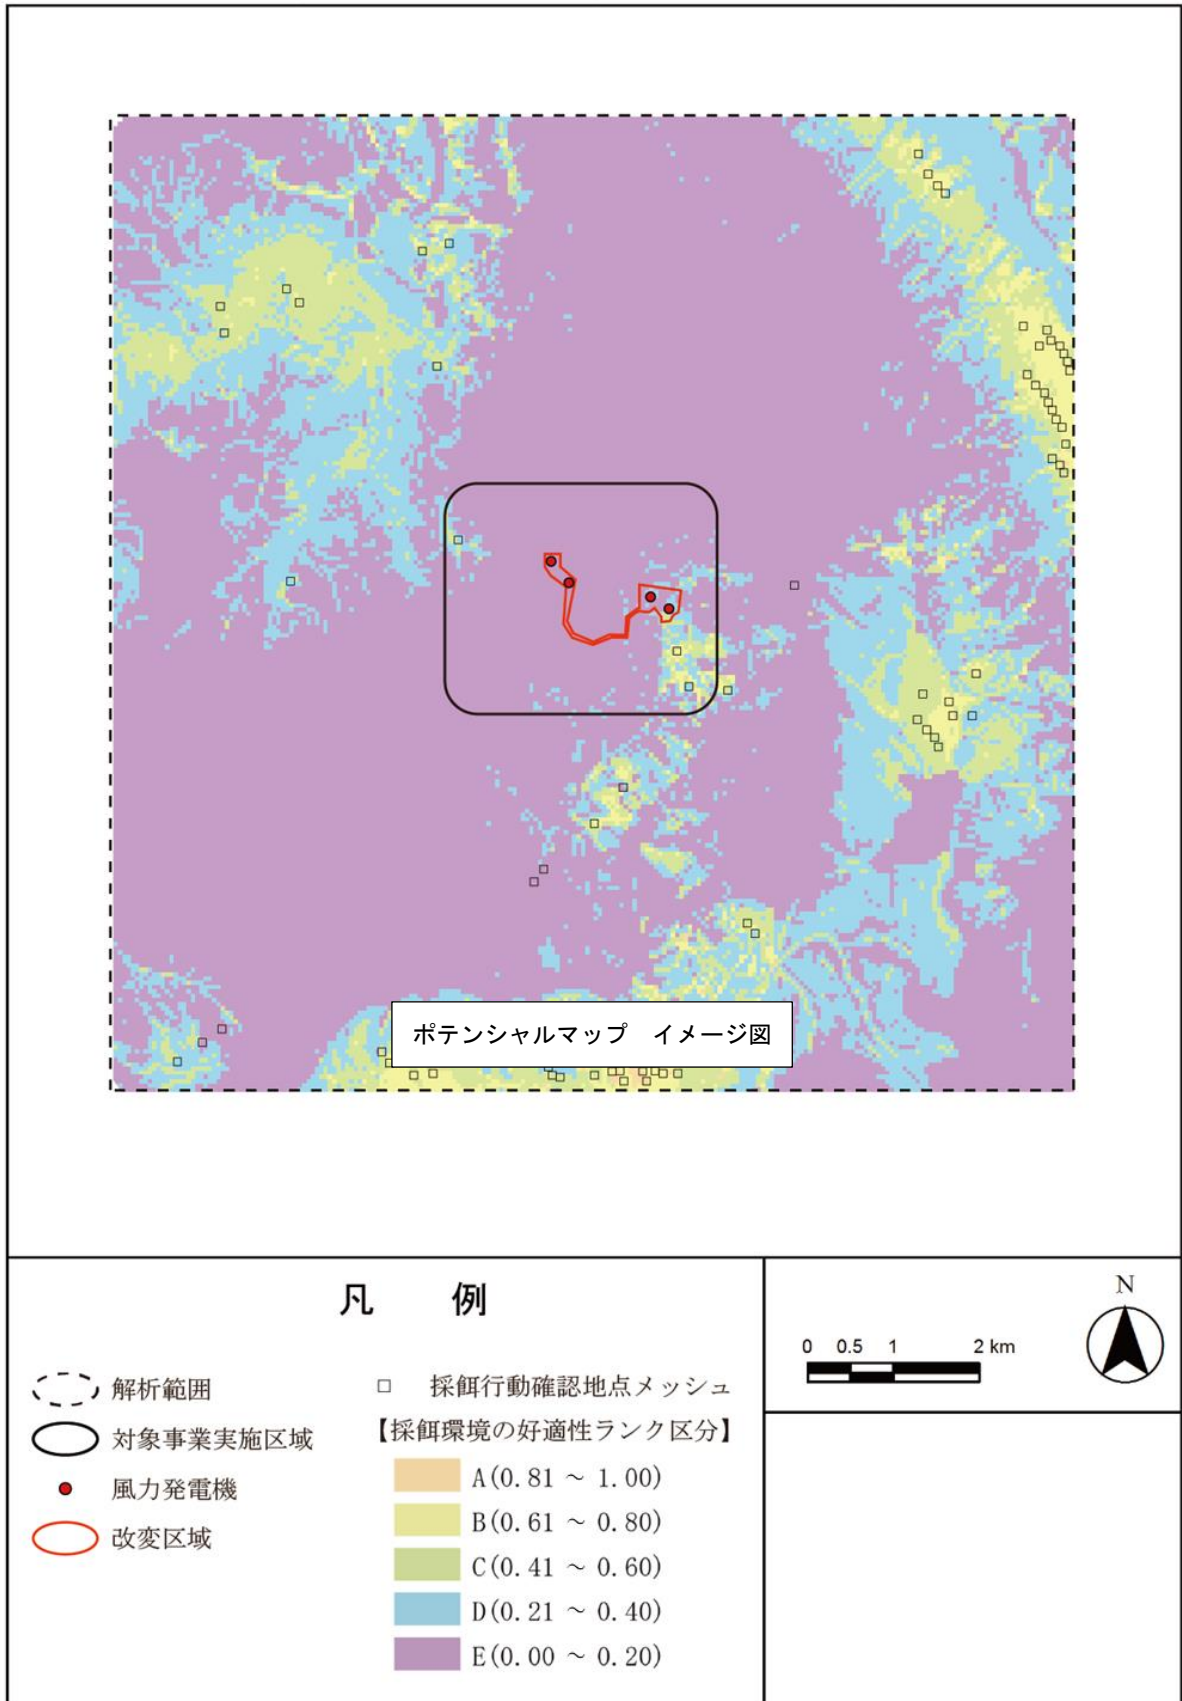 ポテンシャルマップ　イメージ図
凡　例
解析範囲
対象事業実施区域
風力発電機
改変区域
採餌行動確認地点メッシュ
【採餌環境の好適性ランク区分】
A(0.81 ～ 1.00)
B(0.61 ～ 0.80)
C(0.41 ～ 0.60)
D(0.21 ～ 0.40)
E(0.00 ～ 0.20)
0 0.5 1 2 km
N